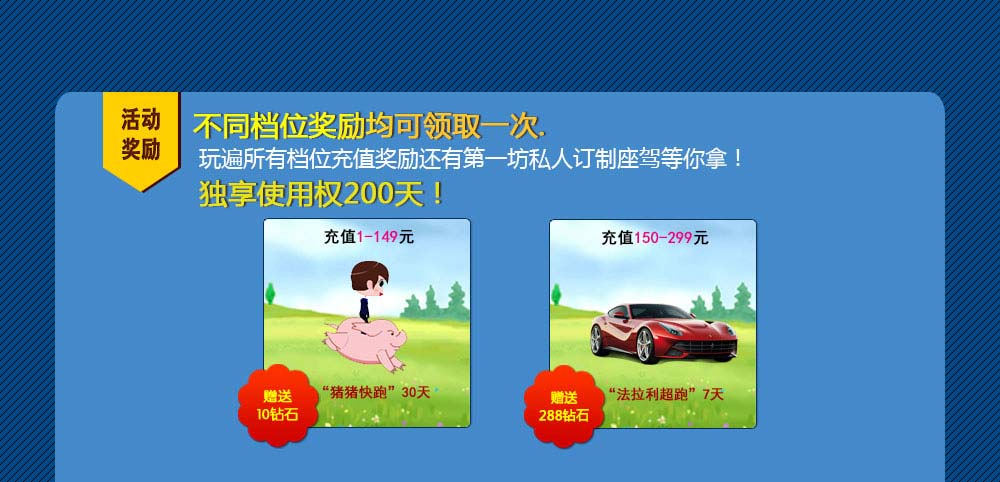 活动
奖励
不同档位奖励均可领取一次.
玩遍所有档位充值奖励还有第一坊私人订制座驾等你拿！
独享使用权200天！
充值1-149元
“猪猪快跑”30天
赠送
10钻石
充值150-299元
“法拉利超跑”7天
赠送
288钻石